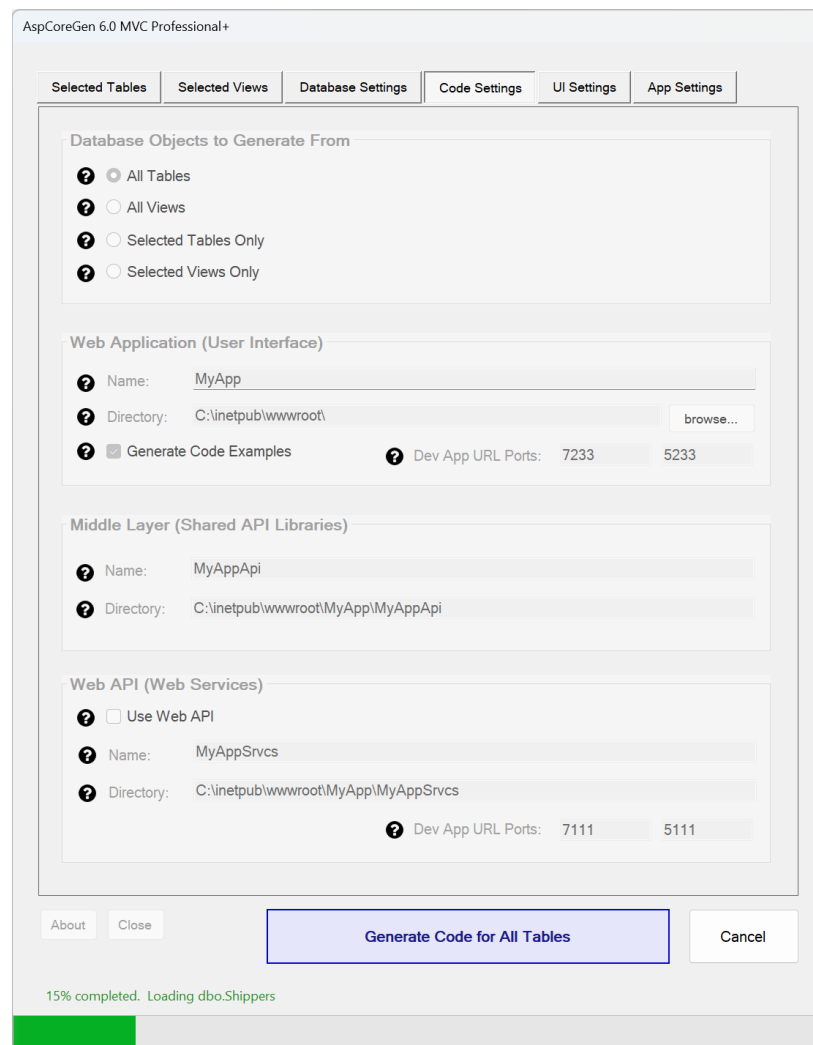 AspCoreGen 6.0 MVC Professional+
Selected Tables Selected Views Database Settings Code Settings UI Settings App Settings
Database Objects to Generate From
? All Tables
? All Views
? Selected Tables Only
? Selected Views Only
Web Application (User Interface)
? Name: MyApp
? Directory: C:\inetpub\wwwroot\ browse...
? Generate Code Examples ? Dev App URL Ports: 7233 5233
Middle Layer (Shared API Libraries)
? Name: MyAppApi
? Directory: C:\inetpub\wwwroot\MyApp\MyAppApi
Web API (Web Services)
? Use Web API
? Name: MyAppSrvcs
? Directory: C:\inetpub\wwwroot\MyApp\MyAppSrvcs
? Dev App URL Ports: 7111 5111
About Close Generate Code for All Tables Cancel
15% completed. Loading dbo.Shippers